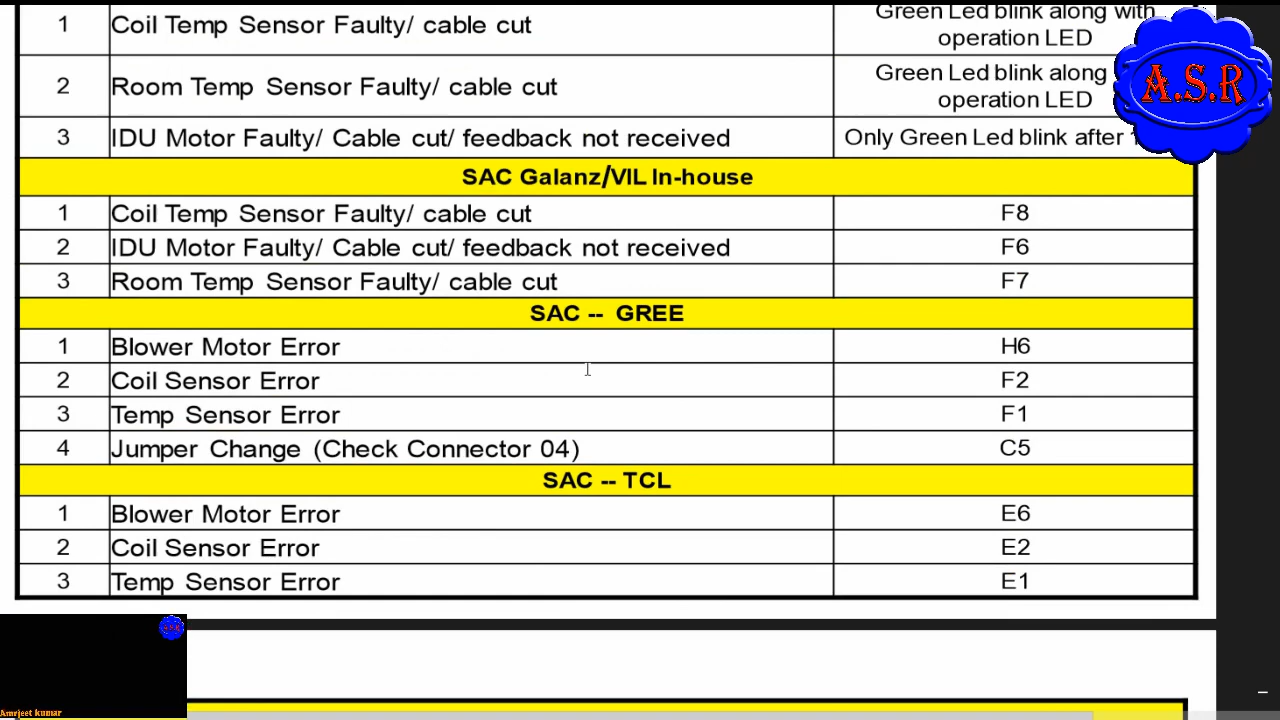 Green Led blink along with
1 Coil Temp Sensor Faulty/ cable cut
operation LED
Green Led blink along
2 Room Temp Sensor Faulty/ cable cut
operation LED
3 IDU Motor Faulty/ Cable cut/ feedback not received Only Green Led blink after
A.S.R
SAC Galanz/VIL In-house
1 Coil Temp Sensor Faulty/ cable cut F8
2 IDU Motor Faulty/ Cable cut/ feedback not received F6
3 Room Temp Sensor Faulty/ cable cut F7
SAC -- GREE
1 Blower Motor Error H6
2 Coil Sensor Error F2
3 Temp Sensor Error F1
4 Jumper Change (Check Connector 04) C5
SAC -- TCL
1 Blower Motor Error E6
2 Coil Sensor Error E2
3 Temp Sensor Error E1
A.S.R
Amrjeet kumar